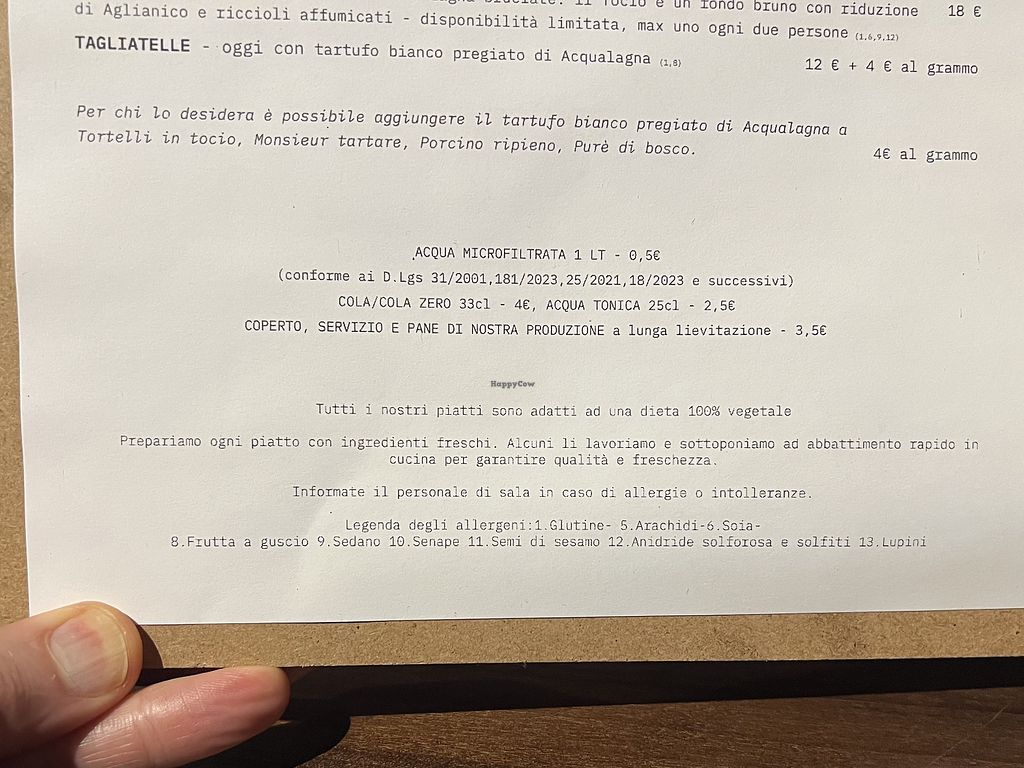 un fondo bruno con riduzione 18 €
di Aglianico e riccioli affumicati - disponibilità limitata, max uno ogni due persone (1,6,9,12)
TAGLIATELLE - oggi con tartufo bianco pregiato di Acqualagna (1,8)
12 € + 4 € al grammo
Per chi lo desidera è possibile aggiungere il tartufo bianco pregiato di Acqualagna a
Tortelli in tocio, Monsieur tartare, Porcino ripieno, Purè di bosco.
4€ al grammo
ACQUA MICROFILTRATA 1 LT - 0,5€
(conforme ai D.Lgs 31/2001,181/2023,25/2021,18/2023 e successivi)
COLA/COLA ZERO 33cl - 4€, ACQUA TONICA 25cl - 2,5€
COPERTO, SERVIZIO E PANE DI NOSTRA PRODUZIONE a lunga lievitazione - 3,5€
HappyCow
Tutti i nostri piatti sono adatti ad una dieta 100% vegetale
Prepariamo ogni piatto con ingredienti freschi. Alcuni li lavoriamo e sottoponiamo ad abbattimento rapido in
cucina per garantire qualità e freschezza.
Informate il personale di sala in caso di allergie o intolleranze.
Legenda degli allergeni:1.Glutine- 5.Arachidi-6.Soia-
8.Frutta a guscio 9.Sedano 10.Senape 11.Semi di sesamo 12.Anidride solforosa e solfiti 13.Lupini